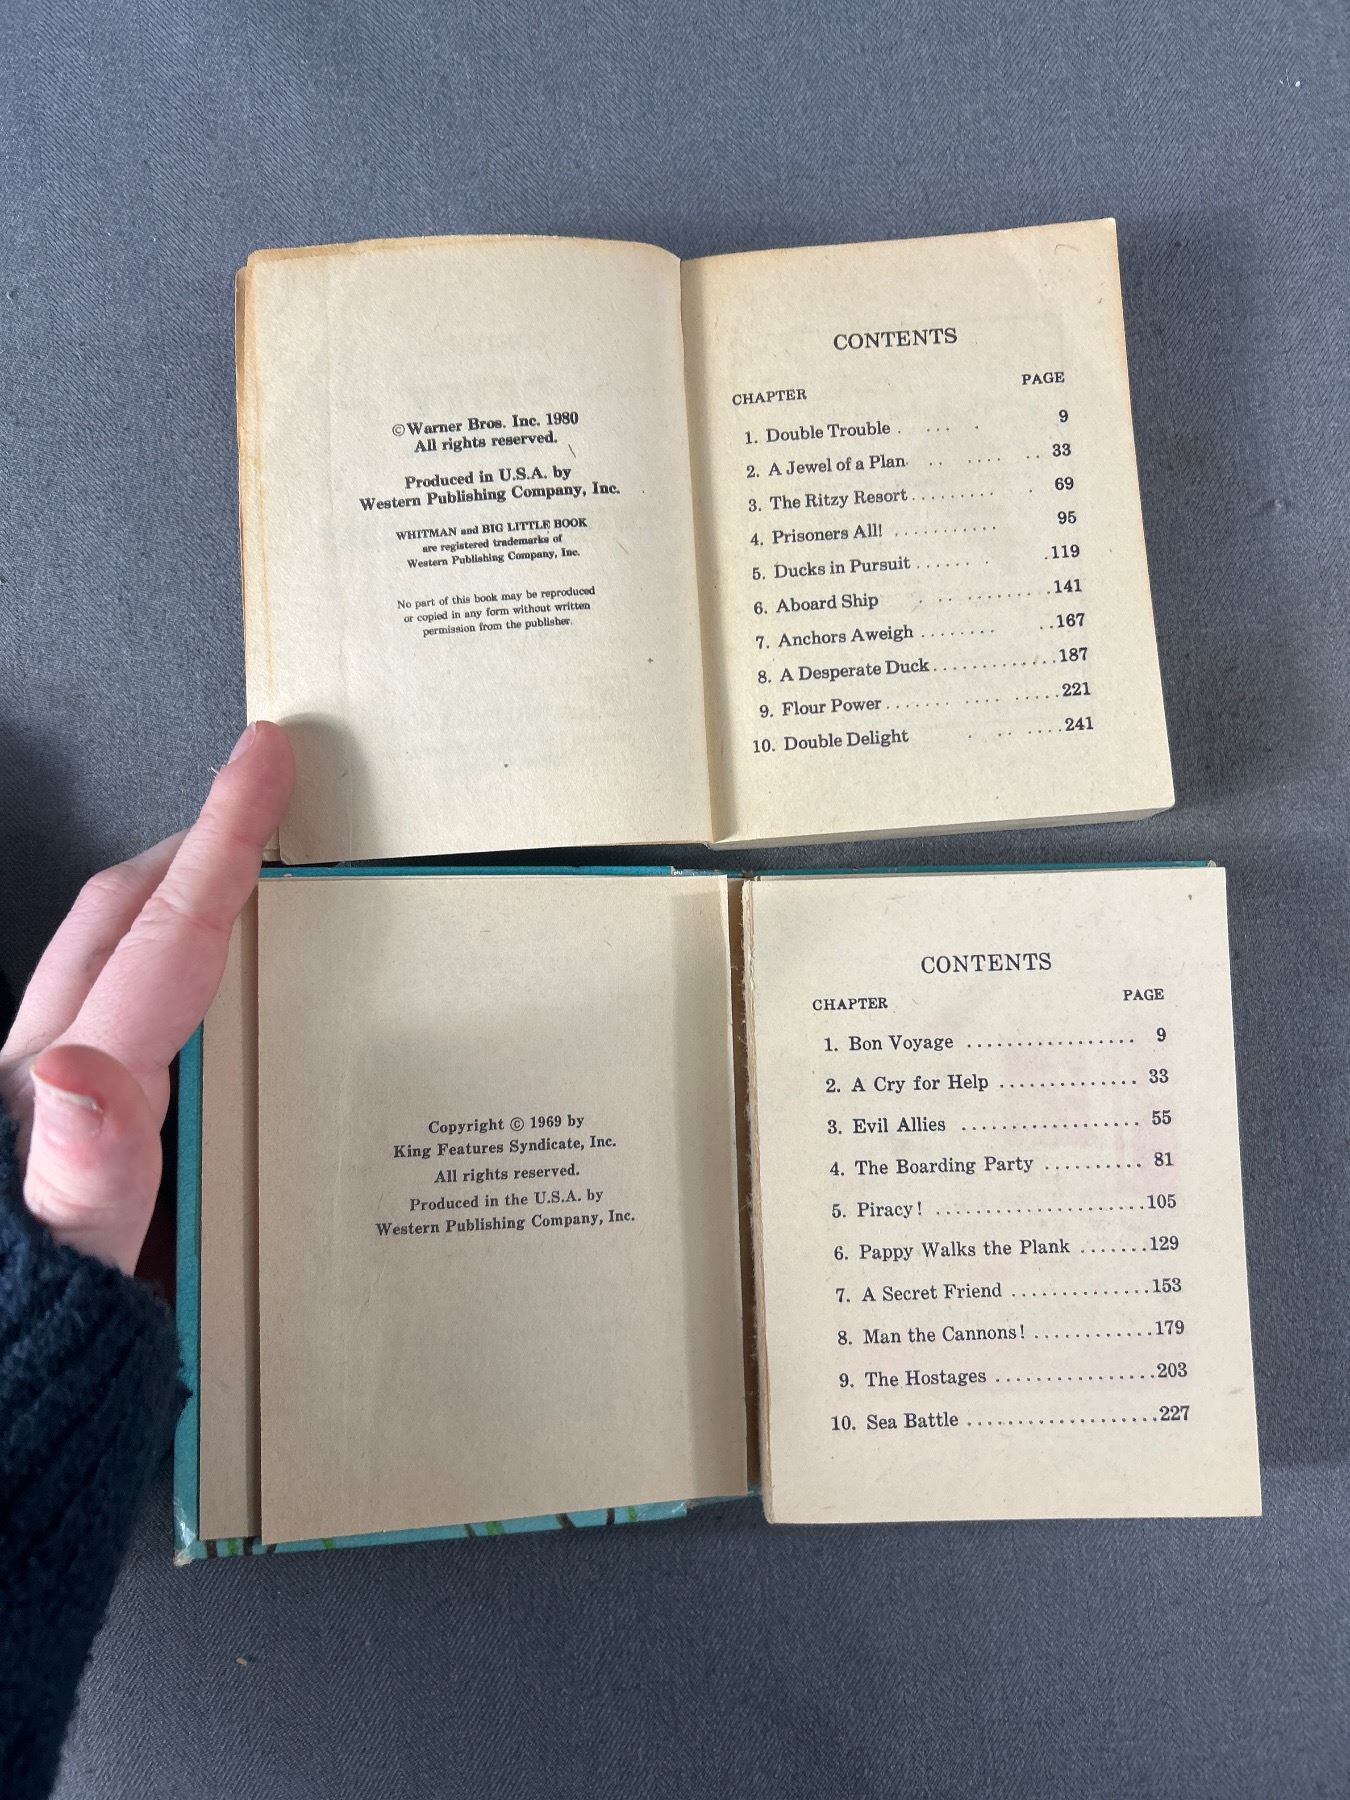 ©Warner Bros. Inc. 1980
All rights reserved.
Produced in U.S.A. by
Western Publishing Company, Inc.
WHITMAN and BIG LITTLE BOOK
are registered trademarks of
Western Publishing Company, Inc.
No part of this book may be reproduced
or copied in any form without written
permission from the publisher.
CONTENTS
CHAPTER PAGE
1. Double Trouble . ... . 9
2. A Jewel of a Plan. .. .... .. 33
3. The Ritzy Resort ......... . 69
4. Prisoners All! .......... 95
5. Ducks in Pursuit ...... . .119
6. Aboard Ship . .. .........141
7. Anchors Aweigh ........ ..167
8. A Desperate Duck.............187
9. Flour Power ....... .... .....221
10. Double Delight . .. ....241
Copyright © 1969 by
King Features Syndicate, Inc.
All rights reserved.
Produced in the U.S.A. by
Western Publishing Company, Inc.
CONTENTS
CHAPTER PAGE
1. Bon Voyage ................. 9
2. A Cry for Help .............. 33
3. Evil Allies .................. 55
4. The Boarding Party .......... 81
5. Piracy! .....................105
6. Pappy Walks the Plank .......129
7. A Secret Friend ..............153
8. Man the Cannons! ............179
9. The Hostages ................203
10. Sea Battle ...................227